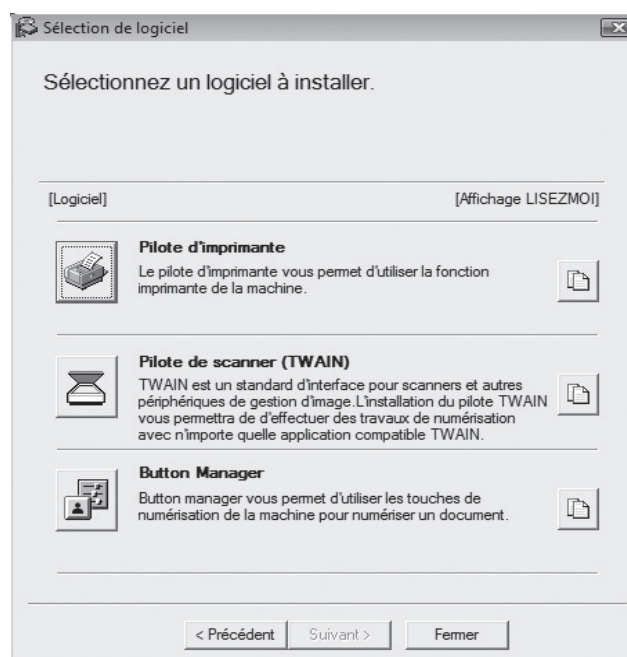 Sélection de logiciel
Sélectionnez un logiciel à installer.
[Logiciel] [Affichage LISEZMOI]
Pilote d'imprimante
Le pilote d'imprimante vous permet d'utiliser la fonction
imprimante de la machine.
Pilote de scanner (TWAIN)
TWAIN est un standard d'interface pour scanners et autres
périphériques de gestion d'image.L'installation du pilote TWAIN
vous permettra de d'effectuer des travaux de numérisation
avec n'importe quelle application compatible TWAIN.
Button Manager
Button manager vous permet d'utiliser les touches de
numérisation de la machine pour numériser un document.
< Précédent Suivant > Fermer